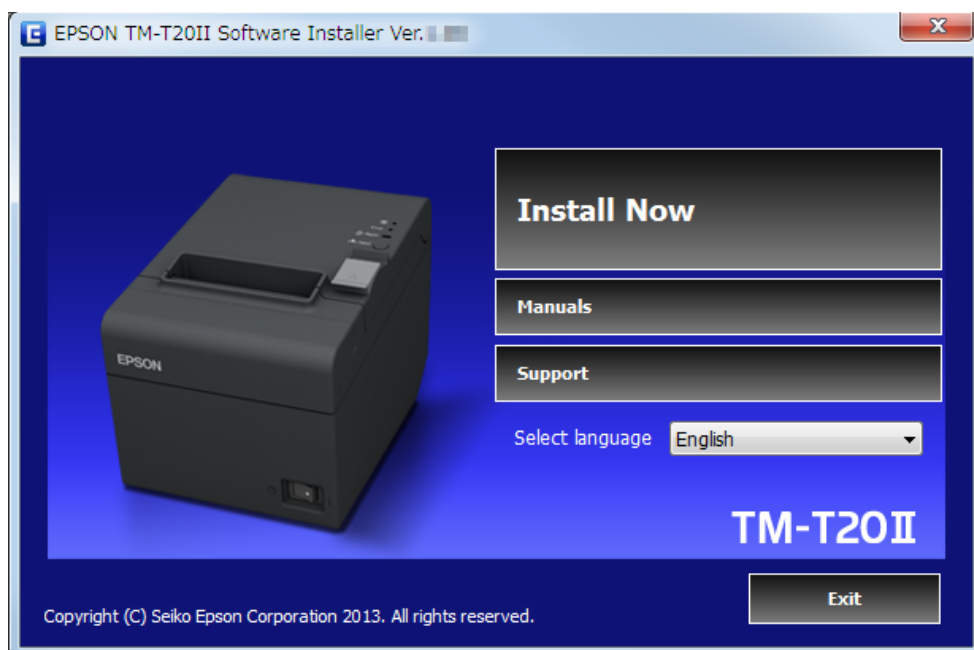 EPSON TM-T20II Software Installer Ver.
Install Now
Manuals
EPSON
Support
Select language English
TM-T20II
Exit
Copyright (C) Seiko Epson Corporation 2013. All rights reserved.